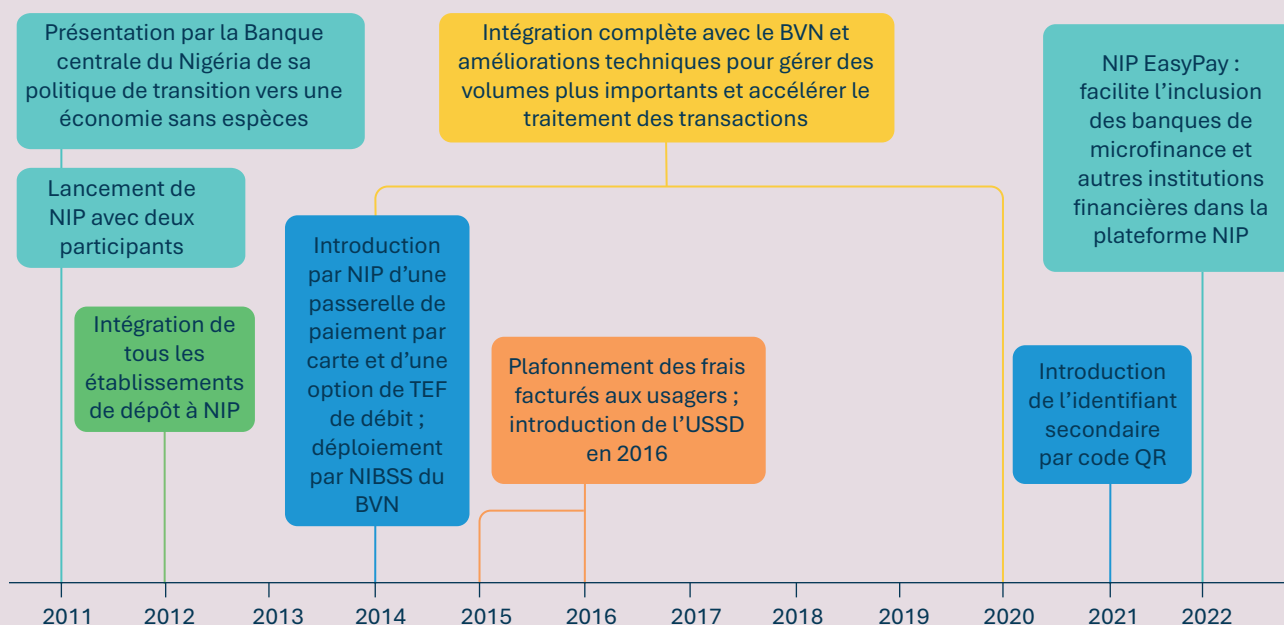 Présentation par la Banque
centrale du Nigéria de sa
politique de transition vers une
économie sans espèces
Lancement de
NIP avec deux
participants
Intégration de
tous les
établissements
de dépôt à NIP
Introduction
par NIP d’une
passerelle de
paiement par
carte et d’une
option de TEF
de débit ;
déploiement
par NIBSS du
BVN
Intégration complète avec le BVN et
améliorations techniques pour gérer des
volumes plus importants et accélérer le
traitement des transactions
Plafonnement des frais
facturés aux usagers ;
introduction de l’USSD
en 2016
Introduction
de l’identifiant
secondaire
par code QR
NIP EasyPay :
facilite l’inclusion
des banques de
microfinance et
autres institutions
financières dans la
plateforme NIP
2011 2012 2013 2014 2015 2016 2017 2018 2019 2020 2021 2022